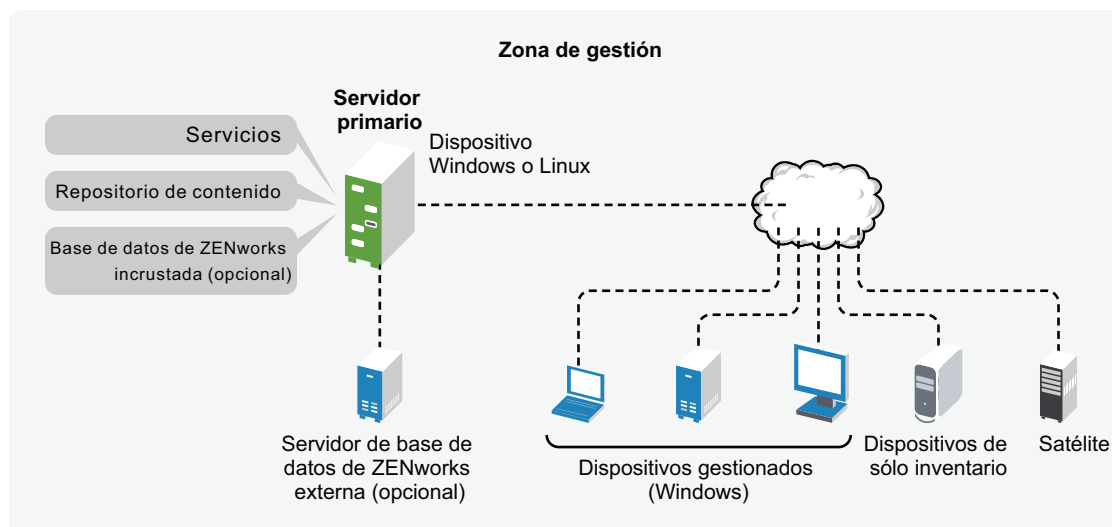 Zona de gestión
Servidor
primario
Dispositivo
Windows o Linux
Servicios
Repositorio de contenido
Base de datos de ZENworks
incrustada (opcional)
Servidor de base de
datos de ZENworks
externa (opcional)
Dispositivos gestionados
(Windows)
Dispositivos de
sólo inventario
Satélite